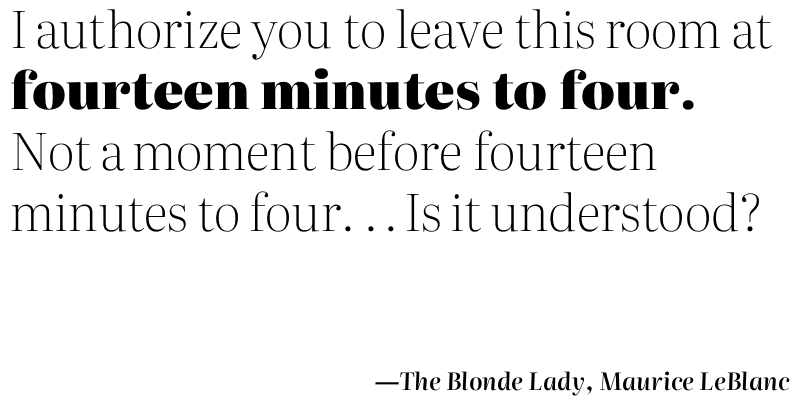 I authorize you to leave this room at
fourteen minutes to four.
Not a moment before fourteen
minutes to four. . . Is it understood?
—The Blonde Lady, Maurice LeBlanc